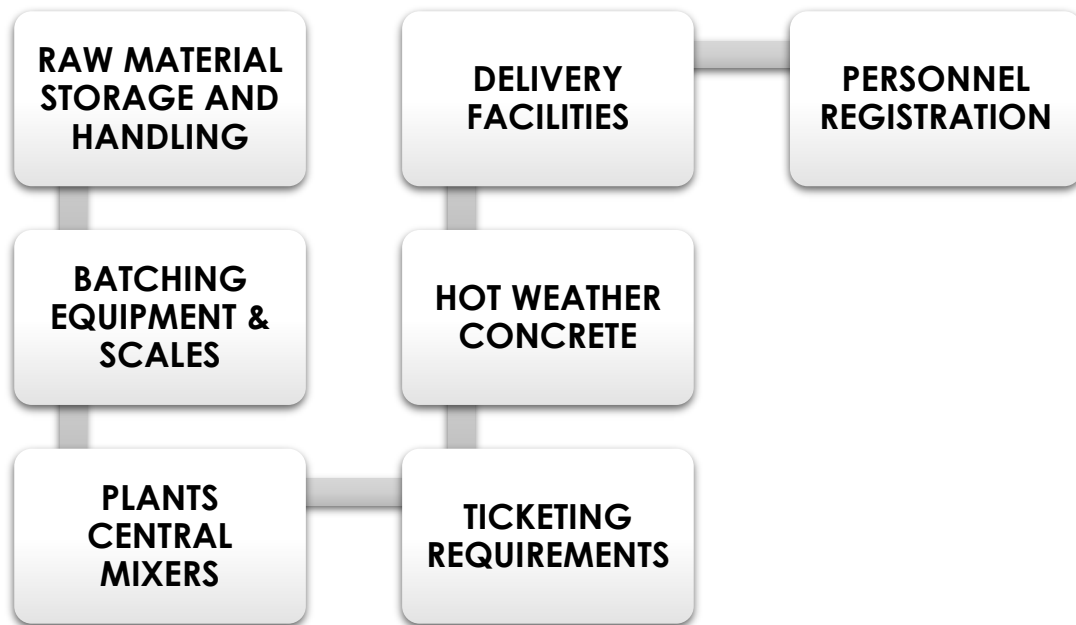 RAW MATERIAL
STORAGE AND
HANDLING
BATCHING
EQUIPMENT &
SCALES
PLANTS
CENTRAL
MIXERS
TICKETING
REQUIREMENTS
HOT WEATHER
CONCRETE
DELIVERY
FACILITIES
PERSONNEL
REGISTRATION